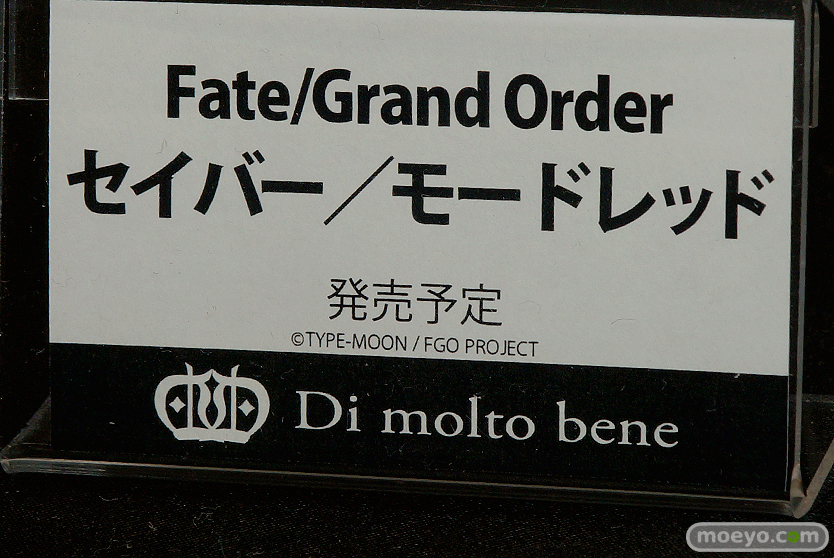 Fate/Grand Order
セイバー／モードレッド
発売予定
©TYPE-MOON / FGO PROJECT
Di molto bene
moeyo.com